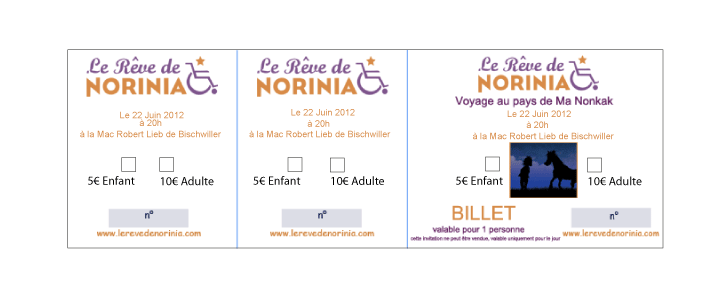 Le Rêve de
NORINIA
Le 22 Juin 2012
à 20h
à la Mac Robert Lieb de Bischwiller
5€ Enfant
10€ Adulte
n°
www.lerevedenorinia.com
Le Rêve de
NORINIA
Le 22 Juin 2012
à 20h
à la Mac Robert Lieb de Bischwiller
5€ Enfant
10€ Adulte
n°
www.lerevedenorinia.com
Le Rêve de
NORINIA
Voyage au pays de Ma Nonkak
Le 22 Juin 2012
à 20h
à la Mac Robert Lieb de Bischwiller
5€ Enfant
10€ Adulte
BILLET
valable pour 1 personne
cette invitation ne peut être vendue, valable uniquement pour le jour
n°
www.lerevedenorinia.com